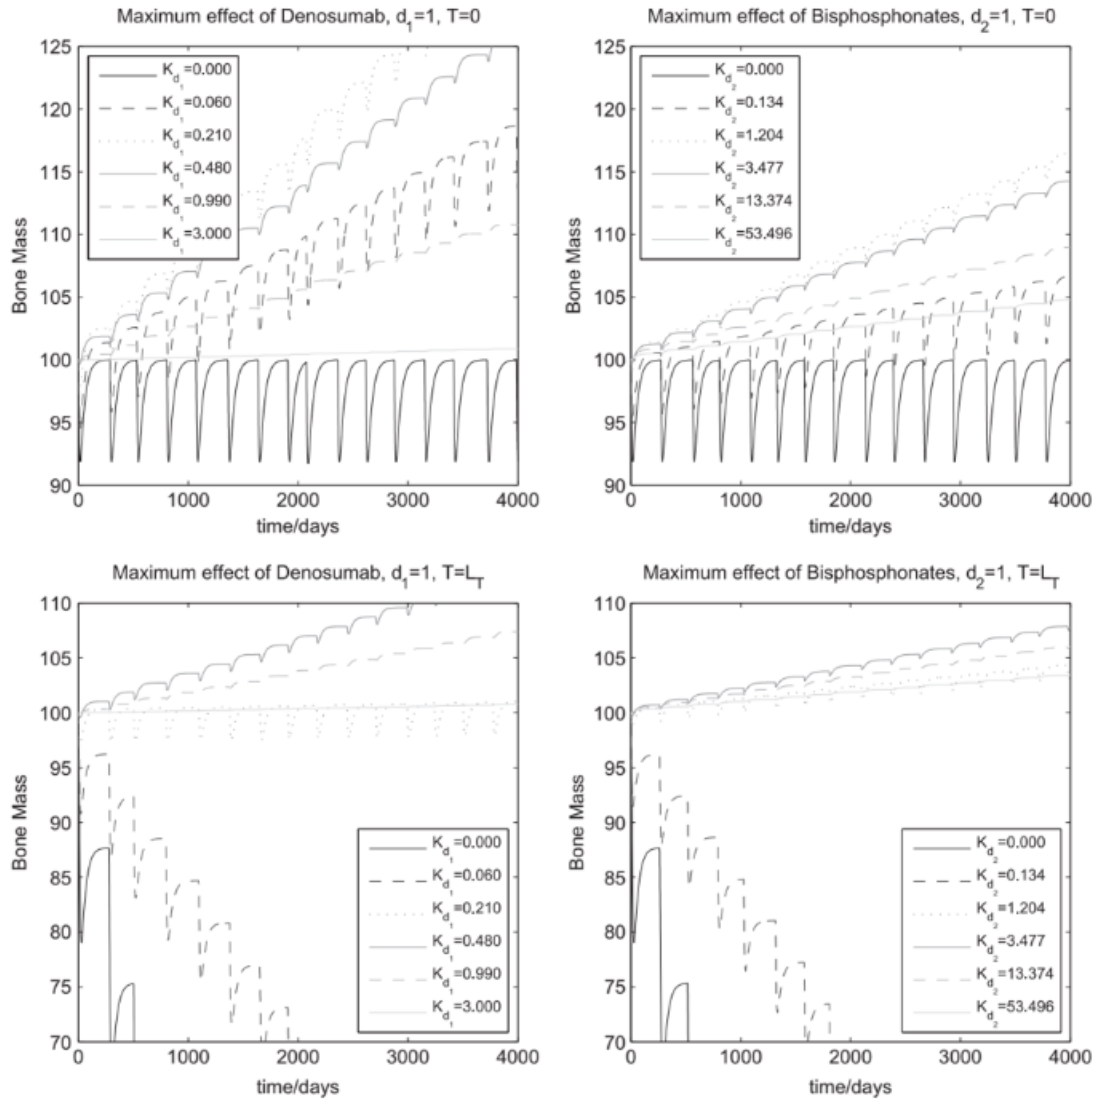 Maximum effect of Denosumab, d1=1, T=0
125
120
115
110
105
100
95
90
0
1000
2000
3000
4000
Bone Mass
time/days
Kd1=0.000
Kd1=0.060
Kd1=0.210
Kd1=0.480
Kd1=0.990
Kd1=3.000
Maximum effect of Bisphosphonates, d2=1, T=0
125
120
115
110
105
100
95
90
0
1000
2000
3000
4000
Bone Mass
time/days
Kd2=0.000
Kd2=0.134
Kd2=1.204
Kd2=3.477
Kd2=13.374
Kd2=53.496
Maximum effect of Denosumab, d1=1, T=LT
110
105
100
95
90
85
80
75
70
0
1000
2000
3000
4000
Bone Mass
time/days
Kd1=0.000
Kd1=0.060
Kd1=0.210
Kd1=0.480
Kd1=0.990
Kd1=3.000
Maximum effect of Bisphosphonates, d2=1, T=LT
110
105
100
95
90
85
80
75
70
0
1000
2000
3000
4000
Bone Mass
time/days
Kd2=0.000
Kd2=0.134
Kd2=1.204
Kd2=3.477
Kd2=13.374
Kd2=53.496